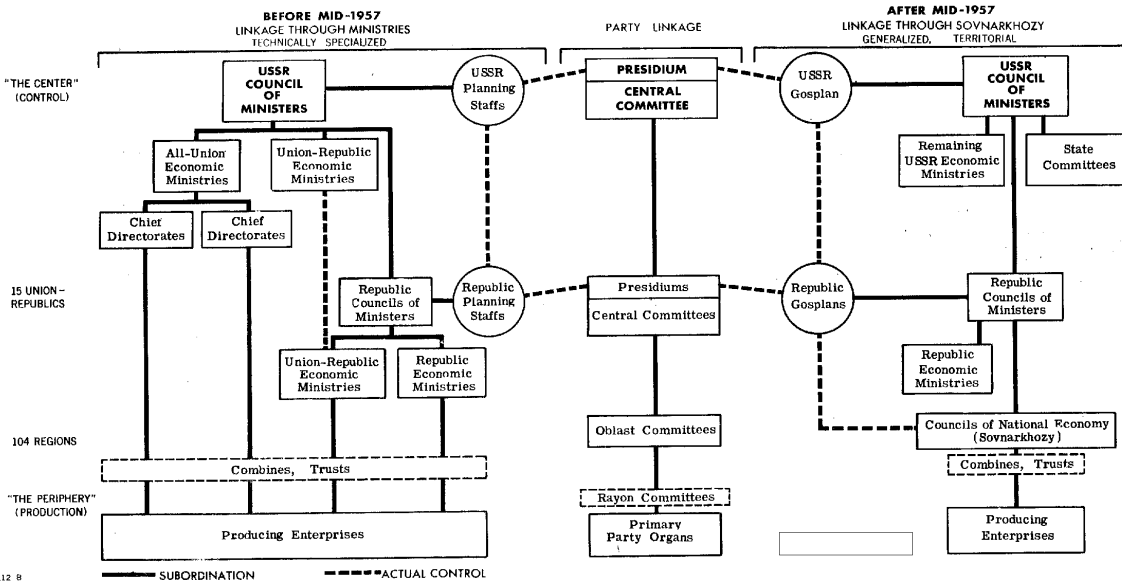 BEFORE MID-1957
LINKAGE THROUGH MINISTRIES
TECHNICALLY SPECIALIZED
PARTY LINKAGE
AFTER MID-1957
LINKAGE THROUGH SOVNARKHOZY
GENERALIZED, TERRITORIAL
"THE CENTER"
(CONTROL)
USSR
COUNCIL
OF
MINISTERS
USSR
Planning
Staffs
PRESIDIUM
CENTRAL
COMMITTEE
USSR
Gosplan
USSR
COUNCIL
OF
MINISTERS
All-Union
Economic
Ministries
Union-Republic
Economic
Ministries
Remaining
USSR Economic
Ministries
State
Committees
Chief
Directorates
Chief
Directorates
15 UNION-
REPUBLICS
Republic
Councils of
Ministers
Republic
Planning
Staffs
Presidiums
Central Committees
Republic
Gosplans
Republic
Councils of
Ministers
Union-Republic
Economic
Ministries
Republic
Economic
Ministries
Republic
Economic
Ministries
104 REGIONS
Oblast Committees
Councils of National Economy
(Sovnarkhozy)
Combines, Trusts
Combines, Trusts
"THE PERIPHERY"
(PRODUCTION)
Rayon Committees
Producing Enterprises
Primary
Party Organs
Producing
Enterprises
12 B
SUBORDINATION
ACTUAL CONTROL